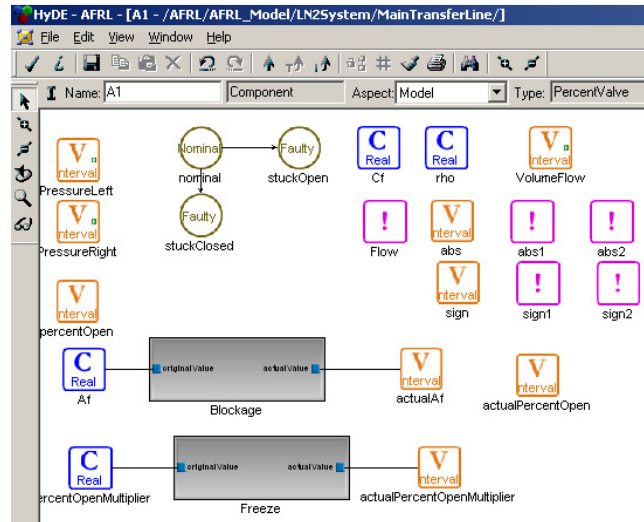 HyDE - AFRL - [A1 - /AFRL/AFRL_Model/LN2System/MainTransferLine/]
File Edit View Window Help
Name: A1 Component Aspect: Model Type: PercentValve
V nterval PressureLeft
Nominal nominal
Faulty stuckOpen
C Real Cf
C Real rho
V nterval VolumeFlow
V nterval PressureRight
Faulty stuckClosed
! Flow
V nterval abs
! abs1
! abs2
V nterval percentOpen
V nterval sign
! sign1
! sign2
C Real Af
originalValue actualValue
Blockage
V nterval actualAf
V nterval actualPercentOpen
C Real ercentOpenMultiplier
originalValue actualValue
Freeze
V nterval actualPercentOpenMultiplier